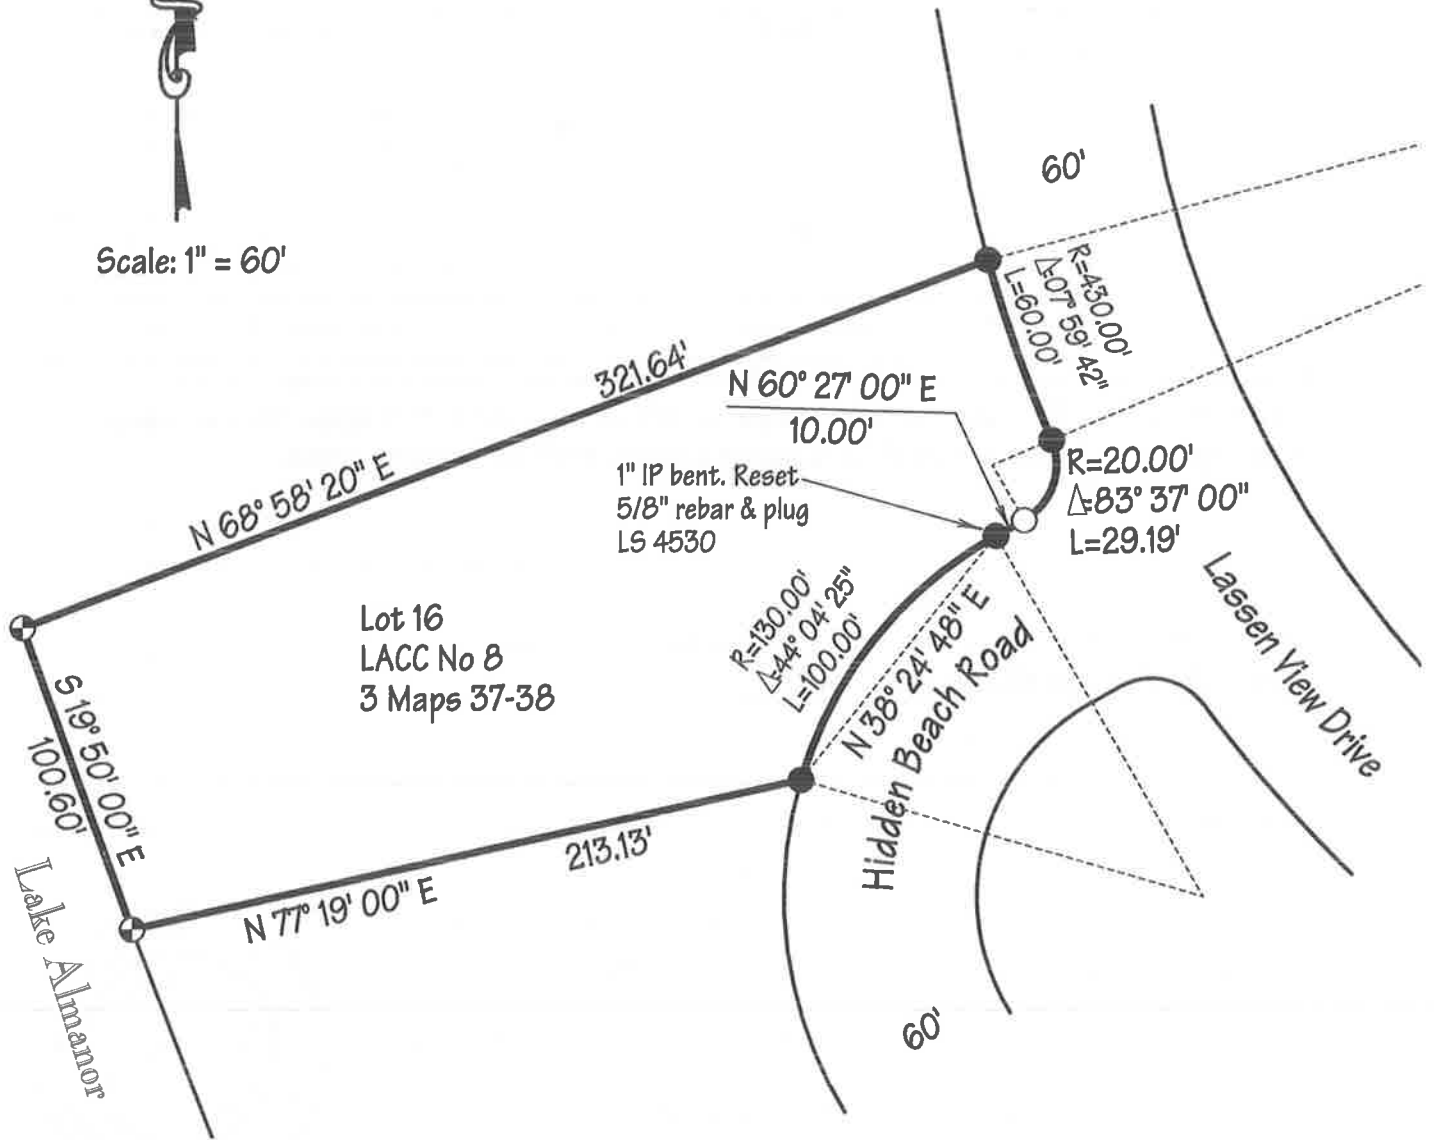 Scale: 1" = 60'
60'
R=430.00'
Δ=07° 59' 42"
L=60.00'
321.64'
N 68° 58' 20" E
N 60° 27' 00" E
10.00'
1" IP bent. Reset
5/8" rebar & plug
LS 4530
R=20.00'
Δ=83° 37' 00"
L=29.19'
Lot 16
LACC No 8
3 Maps 37-38
R=130.00'
Δ=44° 04' 25"
L=100.00'
N 38° 24' 48" E
Hidden Beach Road
Lassen View Drive
S 19° 50' 00" E
100.60'
213.13'
N 77° 19' 00" E
Lake Almanor
60'